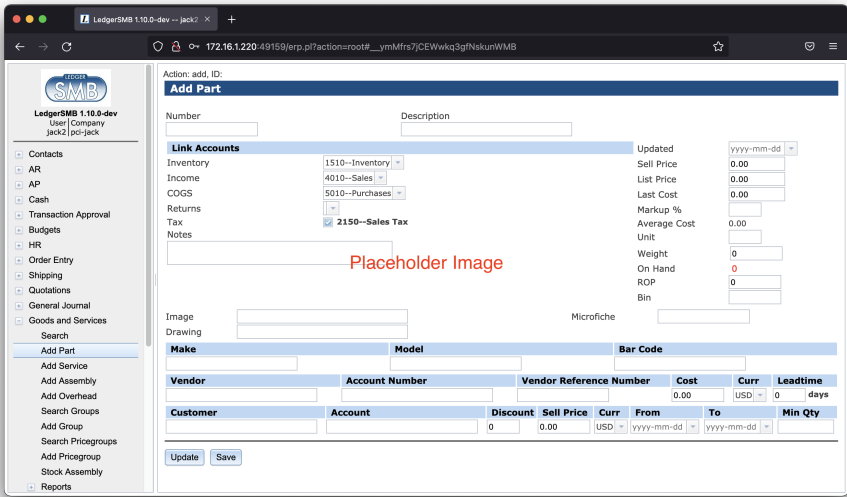 LedgerSMB 1.10.0-dev -- jack2
172.16.1.220:49159/erp.pl?action=root#__ymMfrs7jCEWwkq3gfNskunWMB
LEDGER
SMB
LedgerSMB 1.10.0-dev
User Company
jack2 pci-jack
Contacts
AR
AP
Cash
Transaction Approval
Budgets
HR
Order Entry
Shipping
Quotations
General Journal
Goods and Services
Search
Add Part
Add Service
Add Assembly
Add Overhead
Search Groups
Add Group
Search Pricegroups
Add Pricegroup
Stock Assembly
Reports
Action: add, ID:
Add Part
Number Description
Link Accounts
Inventory 1510--Inventory
Income 4010--Sales
COGS 5010--Purchases
Returns
Tax 2150--Sales Tax
Notes
Updated yyyy-mm-dd
Sell Price 0.00
List Price 0.00
Last Cost 0.00
Markup %
Average Cost 0.00
Unit
Weight 0
On Hand 0
ROP 0
Bin
Placeholder Image
Image Microfiche
Drawing
Make Model Bar Code
Vendor Account Number Vendor Reference Number Cost Curr Leadtime
0.00 USD 0 days
Customer Account Discount Sell Price Curr From To Min Qty
0 0.00 USD yyyy-mm-dd yyyy-mm-dd
Update Save